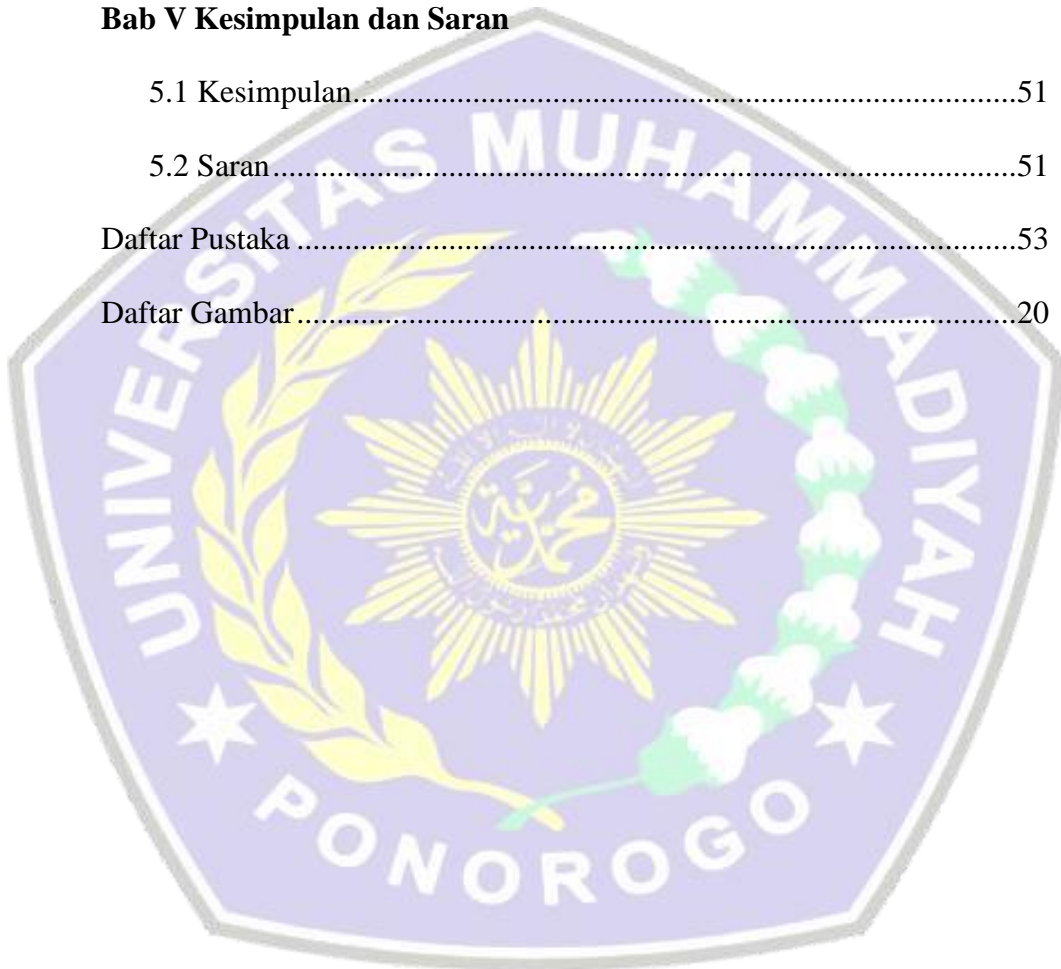 Bab V Kesimpulan dan Saran
5.1 Kesimpulan...................................................................................51
5.2 Saran.............................................................................................51
Daftar Pustaka..........................................................................................53
Daftar Gambar..........................................................................................20
UNIVERSITAS MUHAMMADIYAH
PONOROGO
محمدية